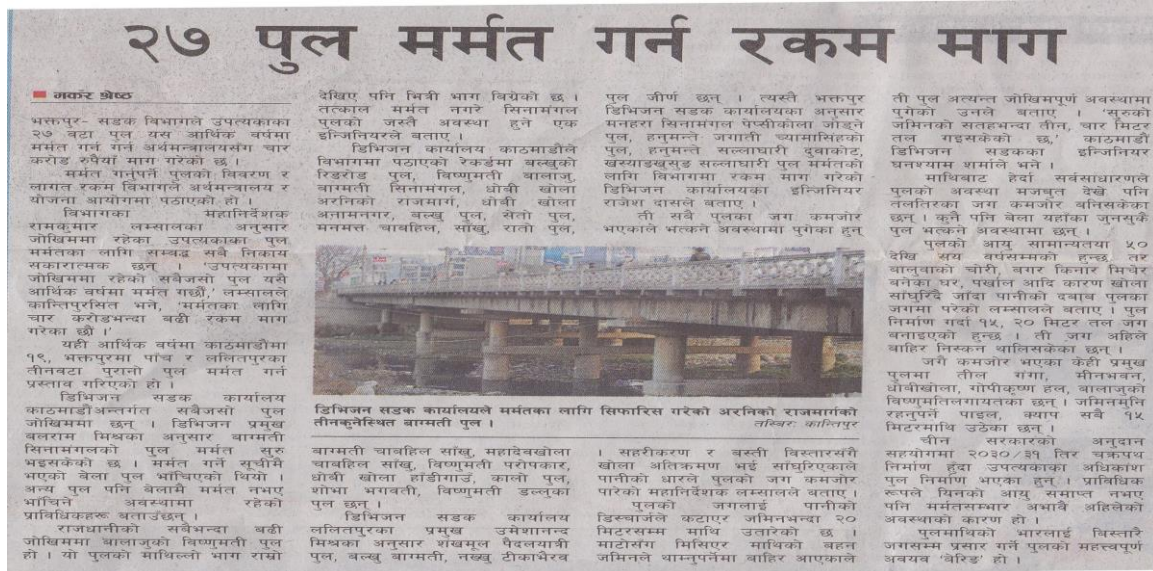 २७ पुल मर्मत गर्न रकम माग
मकर श्रेष्ठ
भक्तपुर- सडक विभागले उपत्यकाका
२७ वटा पुल यस आर्थिक वर्षमा
मर्मत गर्न गर्न अर्थमन्त्रालयसँग चार
करोड रुपैयाँ माग गरेको छ ।
मर्मत गर्नुपर्ने पुलको विवरण र
लागत रकम विभागले अर्थमन्त्रालय र
योजना आयोगमा पठाएको हो ।
विभागका महानिर्देशक
रामकुमार लम्सालका अनुसार
जोखिममा रहेका उपत्यकाका पुल
मर्मतका लागि सम्बद्ध सबै निकाय
सकारात्मक छन् । 'उपत्यकामा
जोखिममा रहेको सबैजसो पुल यसै
आर्थिक वर्षमा मर्मत गर्छौं,' लम्सालले
कान्तिपुरसित भने, 'मर्मतका लागि
चार करोडभन्दा बढी रकम माग
गरेका छौं ।'
यही आर्थिक वर्षमा काठमाडौंमा
१९, भक्तपुरमा पाँच र ललितपुरका
तीनवटा पुरानो पुल मर्मत गर्न
प्रस्ताव गरिएको हो ।
डिभिजन सडक कार्यालय
काठमाडौंअन्तर्गत सबैजसो पुल
जोखिममा छन् । डिभिजन प्रमुख
बलराम मिश्रका अनुसार बाग्मती
सिनामंगलको पुल मर्मत सुरु
भइसकेको छ । मर्मत गर्ने सूचीमै
भएको बेला पुल भाँचिएको थियो ।
अन्य पुल पनि बेलामै मर्मत नभए
भाँचिने अवस्थामा रहेको
प्राविधिकहरू बताउँछन् ।
राजधानीको सबैभन्दा बढी
जोखिममा बालाजुको विष्णुमती पुल
हो । यो पुलको माथिल्लो भाग राम्रो
देखिए पनि भित्री भाग बिग्रेको छ ।
तत्काल मर्मत नगरे सिनामंगल
पुलको जस्तै अवस्था हुने एक
इन्जिनियरले बताए ।
डिभिजन कार्यालय काठमाडौंले
विभागमा पठाएको रेकर्डमा बल्खुको
रिङरोड पुल, विष्णुमती बालाजु,
बाग्मती सिनामंगल, धोबी खोला
अरनिको राजमार्ग, धोबी खोला
अनामनगर, बल्खु पुल, सेतो पुल,
मनमत्त चाबहिल, साँखु, रातो पुल,
डिभिजन सडक कार्यालयले मर्मतका लागि सिफारिस गरेको अरनिको राजमार्गको
तीनकुनेस्थित बाग्मती पुल ।
तस्बिर: कान्तिपुर
बाग्मती चाबहिल साँखु, महादेवखोला
चाबहिल साँखु, विष्णुमती परोपकार,
धोबी खोला हाँडीगाउँ, कालो पुल,
शोभा भगवती, विष्णुमती डल्लुका
पुल छन् ।
डिभिजन सडक कार्यालय
ललितपुरका प्रमुख उमेशानन्द
मिश्रका अनुसार शंखमूल पैदलयात्री
पुल, बल्खु बाग्मती, नख्खु टीकाभैरव
पुल जीर्ण छन् । त्यस्तै भक्तपुर
डिभिजन सडक कार्यालयका अनुसार
मनहरा सिनामंगल पेप्सीकोला जोड्ने
पुल, हनुमन्ते जगाती च्यामासिंहको
पुल, हनुमन्ते सल्लाघारी दुवाकोट,
खस्याङखुसुङ सल्लाघारी पुल मर्मतको
लागि विभागमा रकम माग गरेको
डिभिजन कार्यालयका इन्जिनियर
राजेश दासले बताए ।
ती सबै पुलका जग कमजोर
भएकाले भत्कने अवस्थामा पुगेका हुन्
। सहरीकरण र बस्ती विस्तारसँगै
खोला अतिक्रमण भई साँघुरिएकाले
पानीको धारले पुलको जग कमजोर
पारेको महानिर्देशक लम्सालले बताए ।
पुलको जगलाई पानीको
डिस्चार्जले कटाएर जमिनभन्दा २०
मिटरसम्म माथि उतारेको छ ।
माटोसँग मिसिएर माथिको बहन
जमिनले थाम्नुपर्नेमा बाहिर आएकाले
ती पुल अत्यन्त जोखिमपूर्ण अवस्थामा
पुगेको उनले बताए । 'सुरुको
जमिनको सतहभन्दा तीन, चार मिटर
तल गइसकेको छ,' काठमाडौं
डिभिजन सडकका इन्जिनियर
घनश्याम शर्माले भने ।
माथिबाट हेर्दा सर्वसाधारणले
पुलको अवस्था मजबुत देखे पनि
तलतिरका जग कमजोर बनिसकेका
छन् । कुनै पनि बेला यहाँका जुनसुकै
पुल भत्कने अवस्थामा छन् ।
पुलको आयु सामान्यतया ५०
देखि सय वर्षसम्मको हुन्छ तर
बालुवाको चोरी, बगर किनार मिचेर
बनेका घर, पर्खाल आदि कारण खोला
साँघुरिँदै जाँदा पानीको दबाब पुलका
जगमा परेको लम्सालले बताए । पुल
निर्माण गर्दा १५, २० मिटर तल जग
बनाइएको हुन्छ । ती जग अहिले
बाहिर निस्कन थालिसकेका छन् ।
जगै कमजोर भएका केही प्रमुख
पुलमा तील गंगा, मीनभवन,
धोबीखोला, गोपीकृष्ण हल, बालाजुको
विष्णुमतिलगायतका छन् । जमिनमुनि
रहनुपर्ने पाइल, क्याप सबै १५
मिटरमाथि उठेका छन् ।
चीन सरकारको अनुदान
सहयोगमा २०३०/३१ तिर चक्रपथ
निर्माण हुँदा उपत्यकाका अधिकांश
पुल निर्माण भएका हुन् । प्राविधिक
रूपले यिनको आयु समाप्त नभए
पनि मर्मतसम्भार अभावै अहिलेको
अवस्थाको कारण हो ।
पुलमाथिको भारलाई बिस्तारै
जगसम्म प्रसार गर्ने पुलको महत्त्वपूर्ण
अवयव 'बेरिङ' हो ।